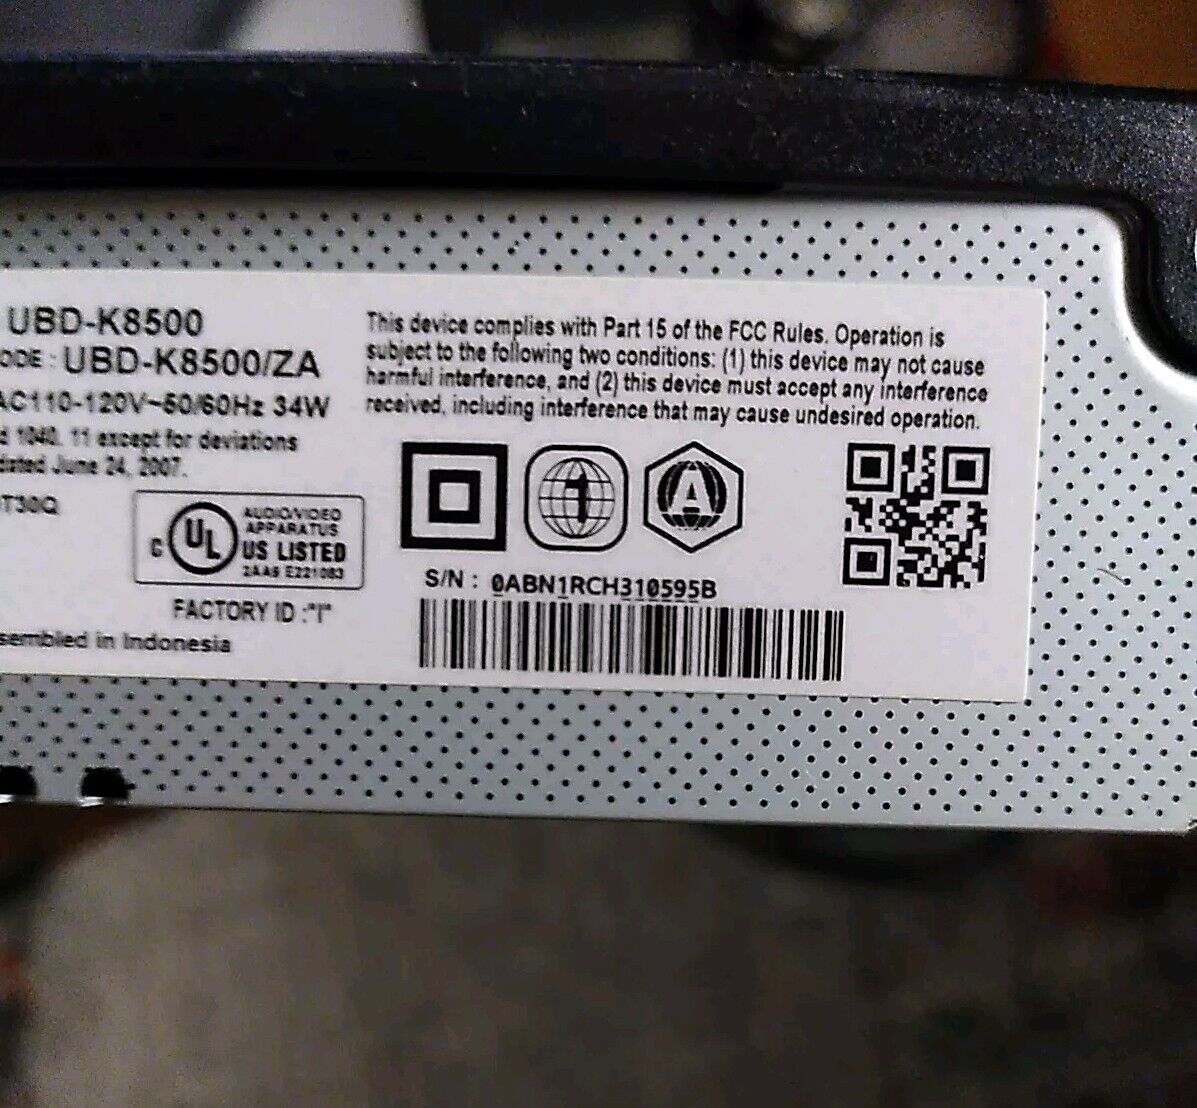 UBD-K8500
ODE : UBD-K8500/ZA
AC110-120V~50/60Hz 34W
d 1040. 11 except for deviations
dated June 24, 2007.
T30Q
C UL US LISTED
AUDIO/VIDEO
APPARATUS
2AA9 E221083
FACTORY ID :"I"
sembled in Indonesia
This device complies with Part 15 of the FCC Rules. Operation is
subject to the following two conditions: (1) this device may not cause
harmful interference, and (2) this device must accept any interference
received, including interference that may cause undesired operation.
1
A
S/N : 0ABN1RCH310595B